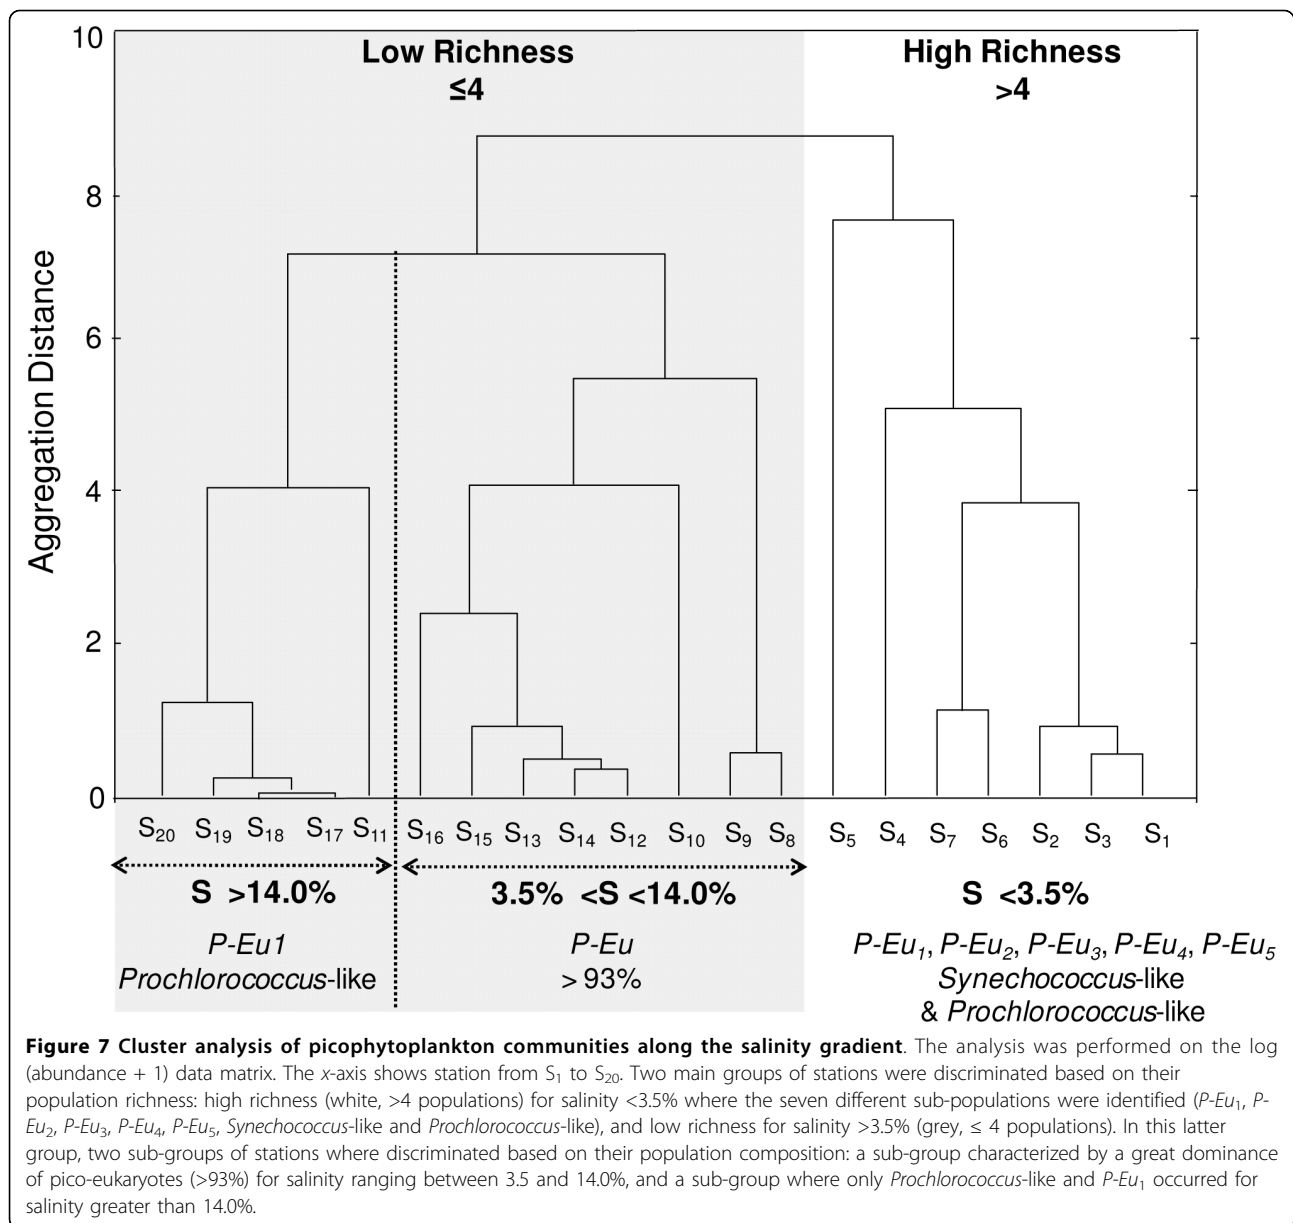 10
Low Richness
≤4
High Richness
>4
8
6
4
2
0
Aggregation Distance
S20 S19 S18 S17 S11 S16 S15 S13 S14 S12 S10 S9 S8 S5 S4 S7 S6 S2 S3 S1
S >14.0% 3.5% <S <14.0% S <3.5%
P-Eu1 P-Eu P-Eu1, P-Eu2, P-Eu3, P-Eu4, P-Eu5
Prochlorococcus-like > 93% Synechococcus-like
& Prochlorococcus-like
Figure 7 Cluster analysis of picophytoplankton communities along the salinity gradient. The analysis was performed on the log
(abundance + 1) data matrix. The x-axis shows station from S1 to S20. Two main groups of stations were discriminated based on their
population richness: high richness (white, >4 populations) for salinity <3.5% where the seven different sub-populations were identified (P-Eu1, P-
Eu2, P-Eu3, P-Eu4, P-Eu5, Synechococcus-like and Prochlorococcus-like), and low richness for salinity >3.5% (grey, ≤ 4 populations). In this latter
group, two sub-groups of stations where discriminated based on their population composition: a sub-group characterized by a great dominance
of pico-eukaryotes (>93%) for salinity ranging between 3.5 and 14.0%, and a sub-group where only Prochlorococcus-like and P-Eu1 occurred for
salinity greater than 14.0%.